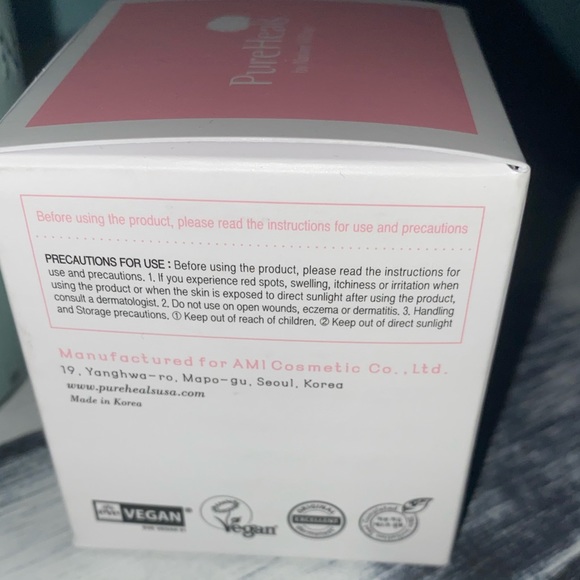 PureHeals
Before using the product, please read the instructions for use and precautions
PRECAUTIONS FOR USE : Before using the product, please read the instructions for
use and precautions. 1. If you experience red spots, swelling, itchiness or irritation when
using the product or when the skin is exposed to direct sunlight after using the product,
consult a dermatologist. 2. Do not use on open wounds, eczema or dermatitis. 3. Handling
and Storage precautions. ① Keep out of reach of children. ② Keep out of direct sunlight
Manufactured for AMI Cosmetic Co., Ltd.
19, Yanghwa-ro, Mapo-gu, Seoul, Korea
www.purehealsusa.com
Made in Korea
VEGAN
Vegan
ORIGINAL
EXCELLENT